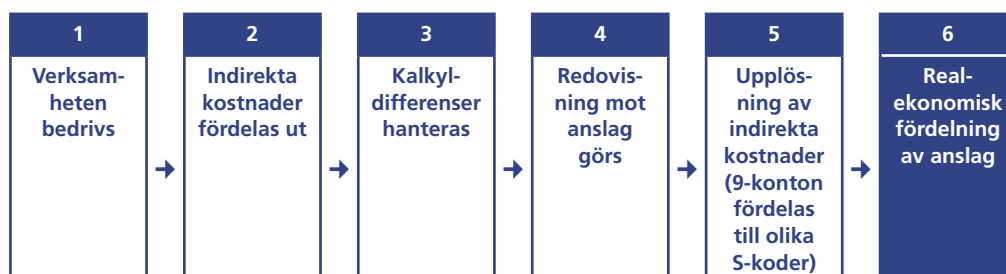 1
Verksam-
heten
bedrivs
2
Indirekta
kostnader
fördelas ut
3
Kalkyl-
differenser
hanteras
4
Redovis-
ning mot
anslag
görs
5
Upplös-
ning av
indirekta
kostnader
(9-konton
fördelas
till olika
S-koder)
6
Real-
ekonomisk
fördelning
av anslag